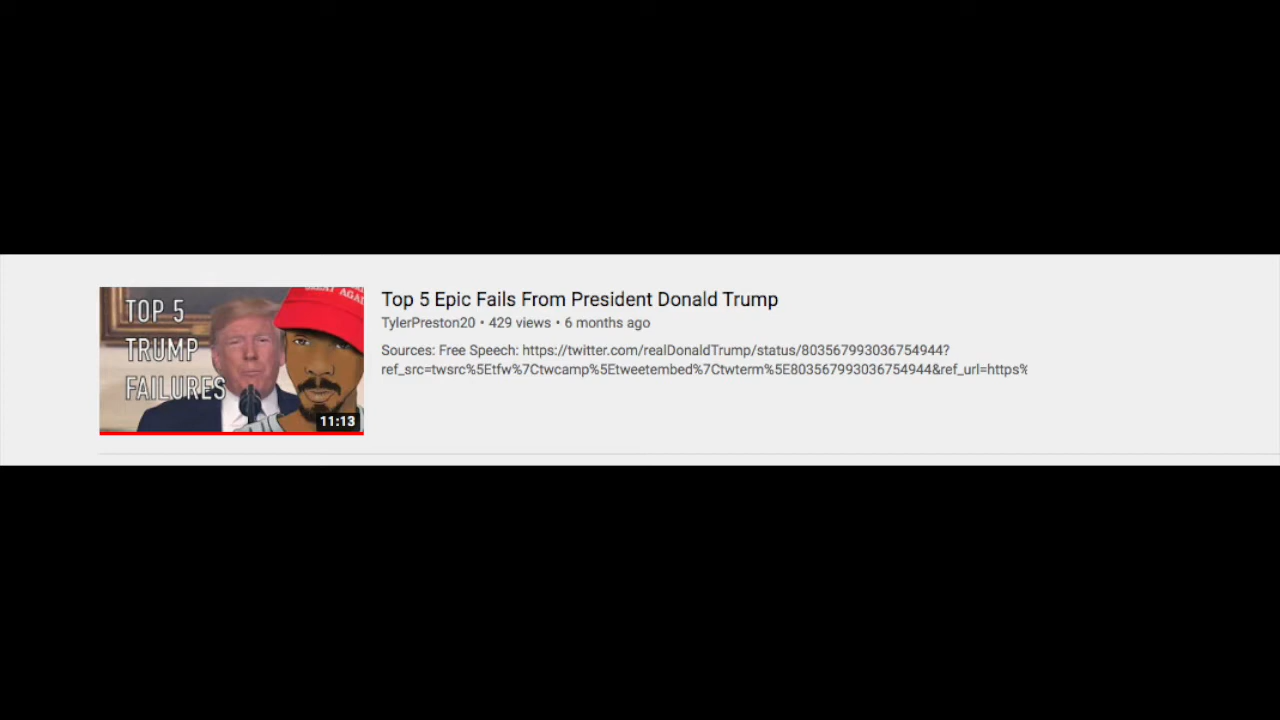 TOP 5
TRUMP
FAILURES
AGAI
11:13
Top 5 Epic Fails From President Donald Trump
TylerPreston20 • 429 views • 6 months ago
Sources: Free Speech: https://twitter.com/realDonaldTrump/status/803567993036754944?
ref_src=twsrc%5Etfw%7Ctwcamp%5Etweetembed%7Ctwterm%5E803567993036754944&ref_url=https%